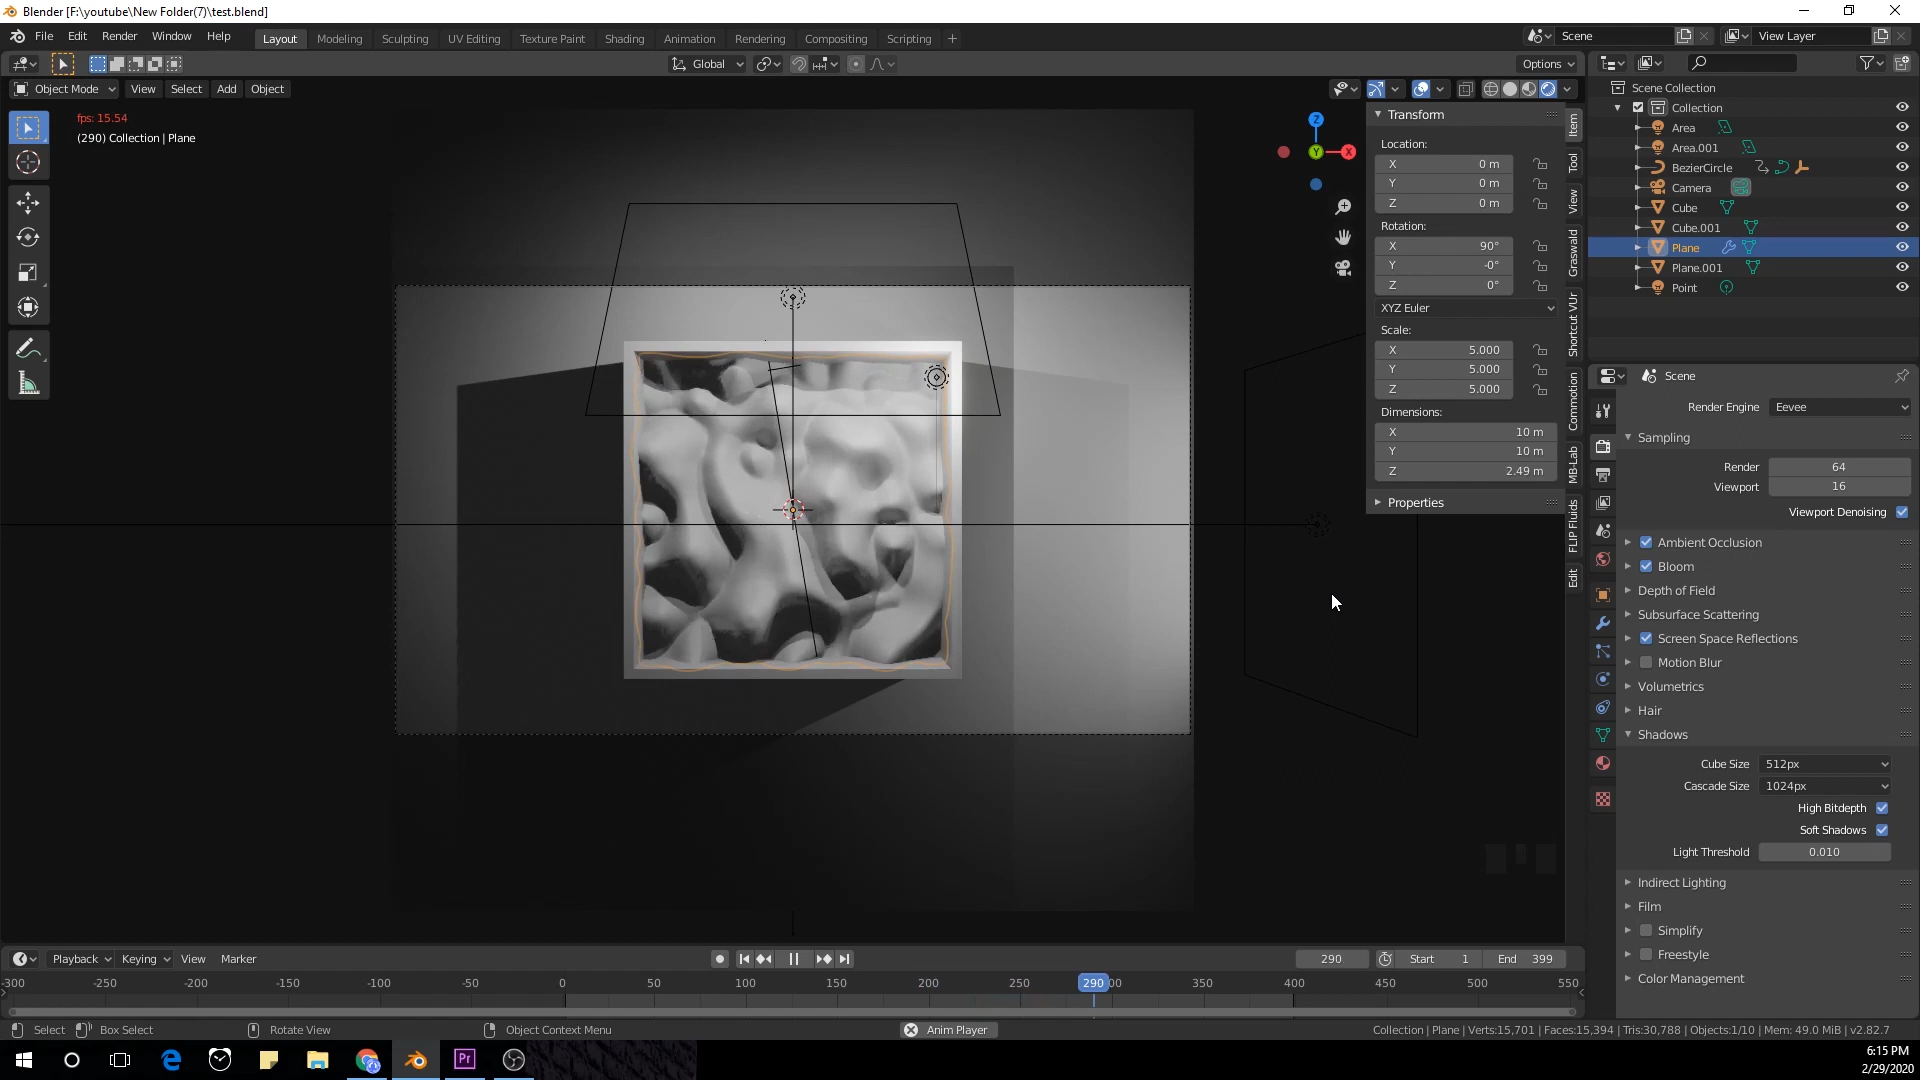 Blender [F:\youtube\New Folder(7)\test.blend]
File Edit Render Window Help Layout Modeling Sculpting UV Editing Texture Paint Shading Animation Rendering Compositing Scripting + Scene View Layer
Global Options
Object Mode View Select Add Object
fps: 15.54
(290) Collection | Plane
Z
Y
X
Transform
Location:
X 0 m
Y 0 m
Z 0 m
Rotation:
X 90°
Y -0°
Z 0°
XYZ Euler
Scale:
X 5.000
Y 5.000
Z 5.000
Dimensions:
X 10 m
Y 10 m
Z 2.49 m
Properties
Item
Tool
View
Graswald
Shortcut VUr
Commotion
MB-Lab
FLIP Fluids
Edit
Scene Collection
Collection
Area
Area.001
BezierCircle
Camera
Cube
Cube.001
Plane
Plane.001
Point
Scene
Render Engine Eevee
Sampling
Render 64
Viewport 16
Viewport Denoising
Ambient Occlusion
Bloom
Depth of Field
Subsurface Scattering
Screen Space Reflections
Motion Blur
Volumetrics
Hair
Shadows
Cube Size 512px
Cascade Size 1024px
High Bitdepth
Soft Shadows
Light Threshold 0.010
Indirect Lighting
Film
Simplify
Freestyle
Color Management
Playback Keying View Marker 290 Start 1 End 399
-300 -250 -200 -150 -100 -50 0 50 100 150 200 250 290 00 350 400 450 500 550
Select Box Select Rotate View Object Context Menu Anim Player Collection | Plane | Verts:15,701 | Faces:15,394 | Tris:30,788 | Objects:1/10 | Mem: 49.0 MiB | v2.82.7
Pr
6:15 PM
2/29/2020